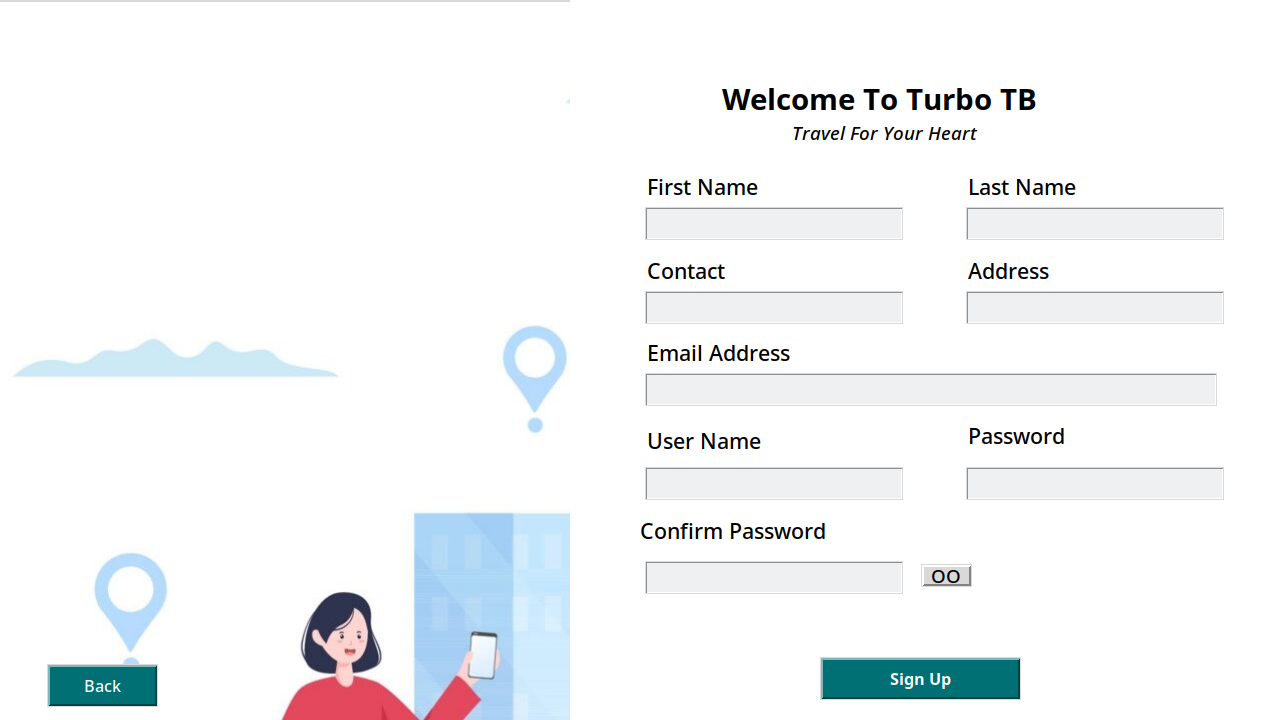 Welcome To Turbo TB
Travel For Your Heart
First Name
Last Name
Contact
Address
Email Address
User Name
Password
Confirm Password
OO
Back
Sign Up